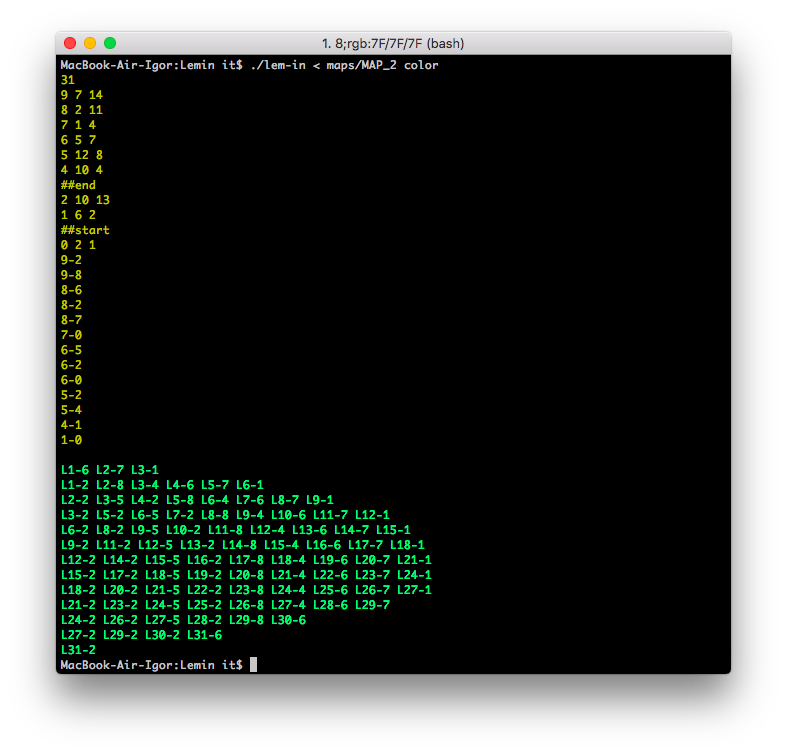 1. 8;rgb:7F/7F/7F (bash)
MacBook-Air-Igor:Lemin it$ ./lem-in < maps/MAP_2 color
31
9 7 14
8 2 11
7 1 4
6 5 7
5 12 8
4 10 4
##end
2 10 13
1 6 2
##start
0 2 1
9-2
9-8
8-6
8-2
8-7
7-0
6-5
6-2
6-0
5-2
5-4
4-1
1-0

L1-6 L2-7 L3-1
L1-2 L2-8 L3-4 L4-6 L5-7 L6-1
L2-2 L3-5 L4-2 L5-8 L6-4 L7-6 L8-7 L9-1
L3-2 L5-2 L6-5 L7-2 L8-8 L9-4 L10-6 L11-7 L12-1
L6-2 L8-2 L9-5 L10-2 L11-8 L12-4 L13-6 L14-7 L15-1
L9-2 L11-2 L12-5 L13-2 L14-8 L15-4 L16-6 L17-7 L18-1
L12-2 L14-2 L15-5 L16-2 L17-8 L18-4 L19-6 L20-7 L21-1
L15-2 L17-2 L18-5 L19-2 L20-8 L21-4 L22-6 L23-7 L24-1
L18-2 L20-2 L21-5 L22-2 L23-8 L24-4 L25-6 L26-7 L27-1
L21-2 L23-2 L24-5 L25-2 L26-8 L27-4 L28-6 L29-7
L24-2 L26-2 L27-5 L28-2 L29-8 L30-6
L27-2 L29-2 L30-2 L31-6
L31-2
MacBook-Air-Igor:Lemin it$